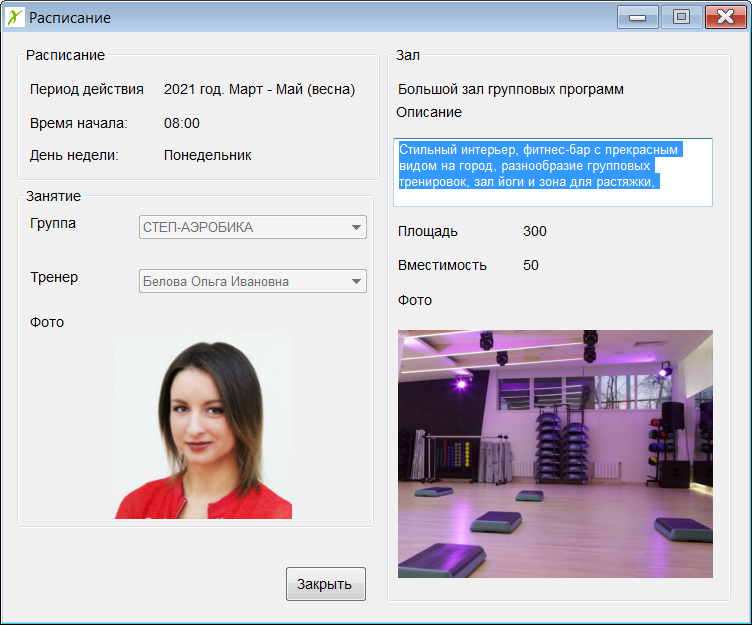 Расписание
Расписание
Период действия 2021 год. Март - Май (весна)
Время начала: 08:00
День недели: Понедельник
Занятие
Группа СТЕП-АЭРОБИКА
Тренер Белова Ольга Ивановна
Фото
Закрыть
Зал
Большой зал групповых программ
Описание
Стильный интерьер, фитнес-бар с прекрасным
видом на город, разнообразие групповых
тренировок, зал йоги и зона для растяжки,
Площадь 300
Вместимость 50
Фото